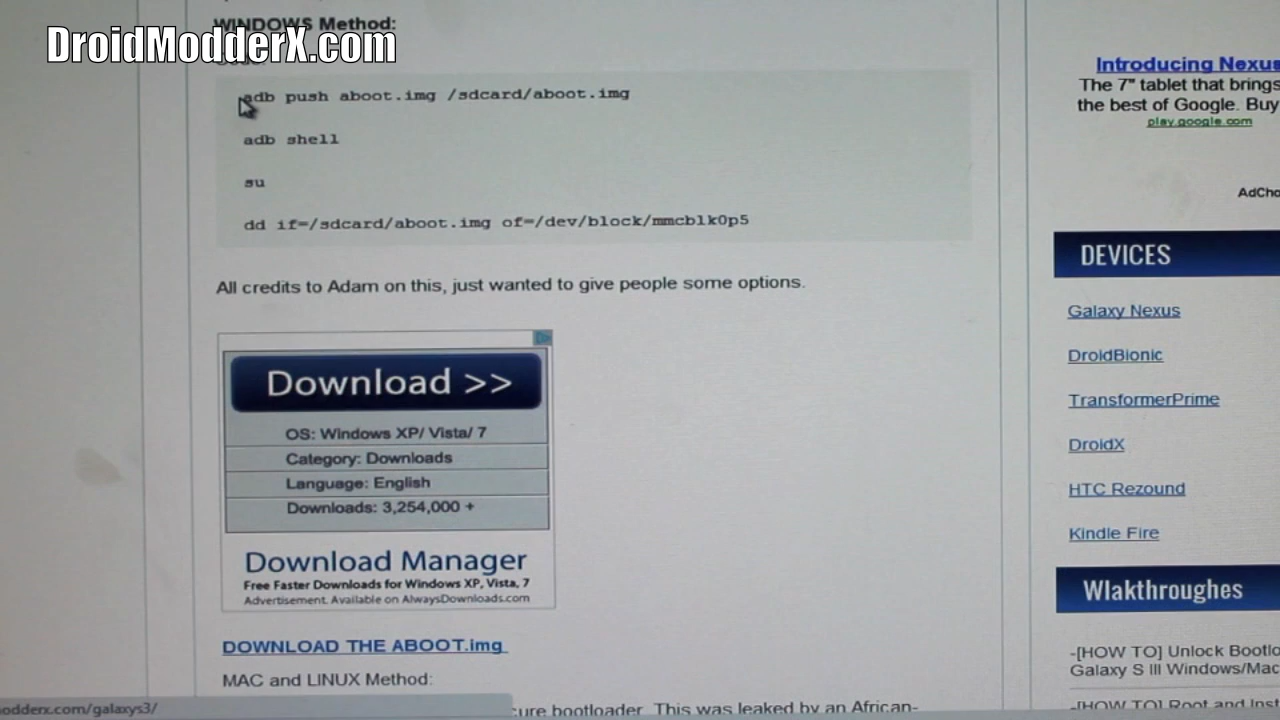 WINDOWS Method:
DroidModderX.com
adb push aboot.img /sdcard/aboot.img
adb shell
su
dd if=/sdcard/aboot.img of=/dev/block/mmcblk0p5
All credits to Adam on this, just wanted to give people some options.
Download >>
OS: Windows XP/ Vista/ 7
Category: Downloads
Language: English
Downloads: 3,254,000 +
Download Manager
Free Faster Downloads for Windows XP, Vista, 7
Advertisement. Available on AlwaysDownloads.com
DOWNLOAD THE ABOOT.img
MAC and LINUX Method:
odderx.com/galaxys3/
cure bootloader. This was leaked by an African-
Introducing Nexus
The 7" tablet that brings
the best of Google. Buy
play.google.com
AdCho
DEVICES
Galaxy Nexus
DroidBionic
TransformerPrime
DroidX
HTC Rezound
Kindle Fire
Wlakthroughes
-[HOW TO] Unlock Bootlo
Galaxy S III Windows/Mac
-[HOW TO] Root and Inst